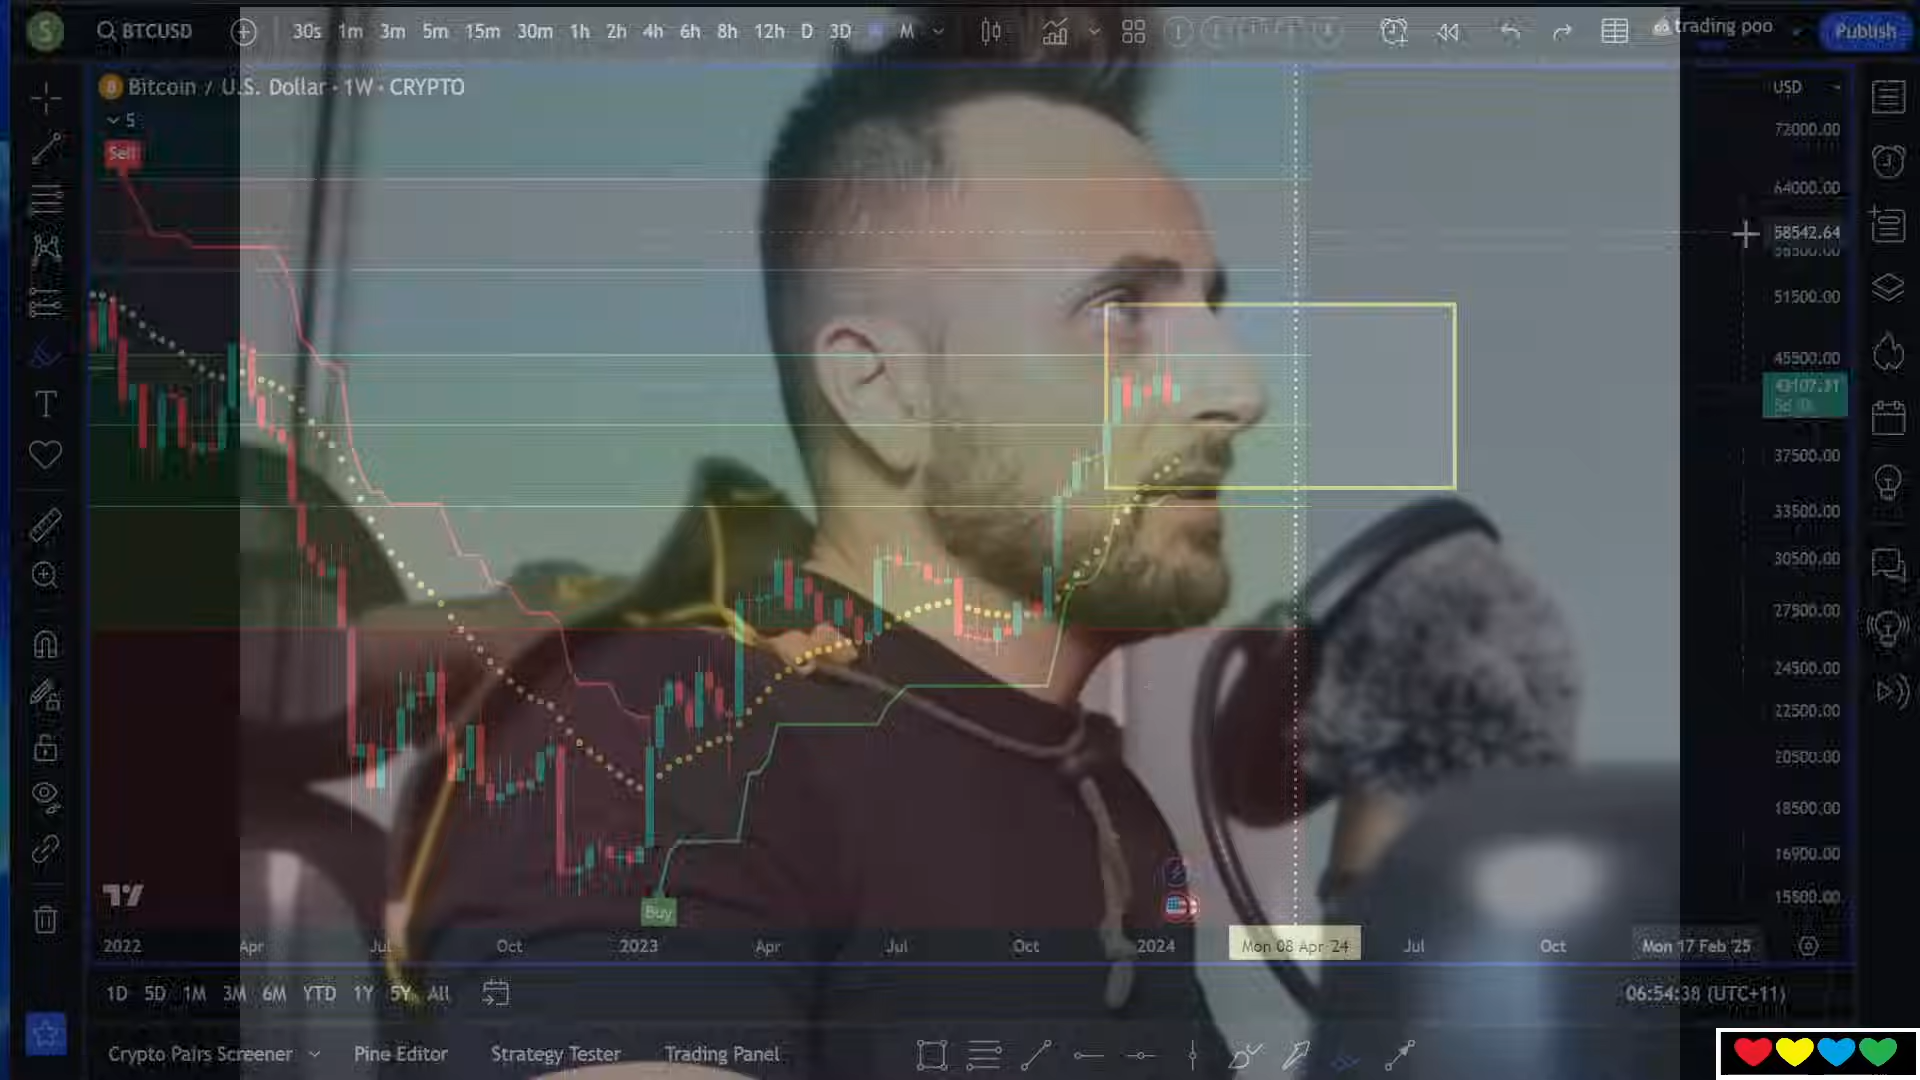 S BTCUSD 30s 1m 3m 5m 15m 30m 1h 2h 4h 6h 8h 12h D 3D M trading poo Publish
Bitcoin / U.S. Dollar · 1W · CRYPTO
USD
5
72000.00
Sell
64000.00
58542.64
51500.00
45500.00
43107.31
37500.00
33500.00
30500.00
27500.00
24500.00
22500.00
20500.00
18500.00
16900.00
15500.00
Buy
2022 Apr Jul Oct 2023 Apr Jul Oct 2024 Mon 08 Apr '24 Jul Oct Mon 17 Feb '25
1D 5D 1M 3M 6M YTD 1Y 5Y All 06:54:38 (UTC+11)
Crypto Pairs Screener Pine Editor Strategy Tester Trading Panel